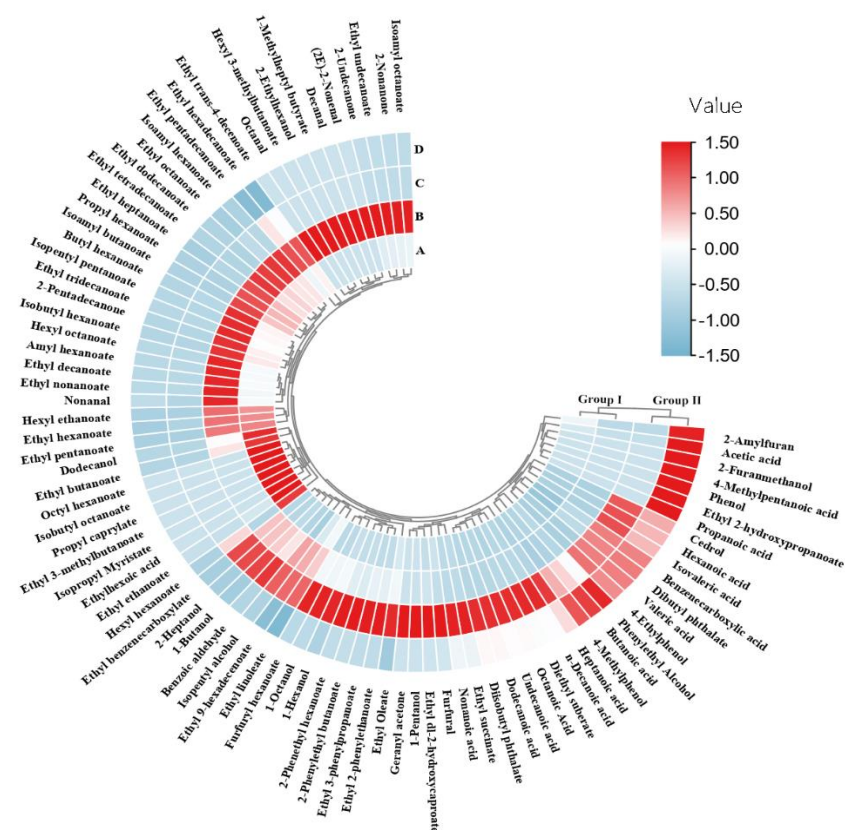 Isoamyl octanoate
2-Nonanone
Ethyl undecanoate
2-Undecanone
(2E)-2-Nonenal
Decanal
1-Methylheptyl butyrate
2-Ethylhexanol
Hexyl 3-methylbutanoate
Octanal
Ethyl trans-4-decenoate
Ethyl hexadecanoate
Ethyl pentadecanoate
Isoamyl hexanoate
Ethyl octanoate
Ethyl dodecanoate
Ethyl tetradecanoate
Ethyl heptanoate
Propyl hexanoate
Isoamyl butanoate
Butyl hexanoate
Isopentyl pentanoate
Ethyl tridecanoate
2-Pentadecanone
Isobutyl hexanoate
Hexyl octanoate
Amyl hexanoate
Ethyl decanoate
Ethyl nonanoate
Nonanal
Hexyl ethanoate
Ethyl hexanoate
Ethyl pentanoate
Dodecanol
Ethyl butanoate
Octyl hexanoate
Isobutyl octanoate
Propyl caprylate
Ethyl 3-methylbutanoate
Isopropyl Myristate
Ethylhexoic acid
Ethyl ethanoate
Hexyl hexanoate
Ethyl benzenecarboxylate
2-Heptanol
1-Butanol
Benzoic aldehyde
Isopentyl alcohol
Ethyl 9-hexadecenoate
Ethyl linoleate
Furfuryl hexanoate
1-Octanol
1-Hexanol
2-Phenethyl hexanoate
2-Phenylethyl butanoate
Ethyl 3-phenylpropanoate
Ethyl 2-phenylethanoate
Ethyl Oleate
Geranyl acetone
1-Pentanol
Ethyl dl-2-hydroxycaproate
Furfural
Nonanoic acid
Ethyl succinate
Diisobutyl phthalate
Dodecanoic acid
Undecanoic acid
Octanoic Acid
Diethyl suberate
n-Decanoic acid
Heptanoic acid
4-Methylphenol
Butanoic acid
Phenylethyl Alcohol
4-Ethylphenol
Valeric acid
Dibutyl phthalate
Benzenecarboxylic acid
Isovaleric acid
Hexanoic acid
Cedrol
Propanoic acid
Ethyl 2-hydroxypropanoate
Phenol
4-Methylpentanoic acid
2-Furanmethanol
Acetic acid
2-Amylfuran
D
C
B
A
Group I
Group II
Value
1.50
1.00
0.50
0.00
-0.50
-1.00
-1.50